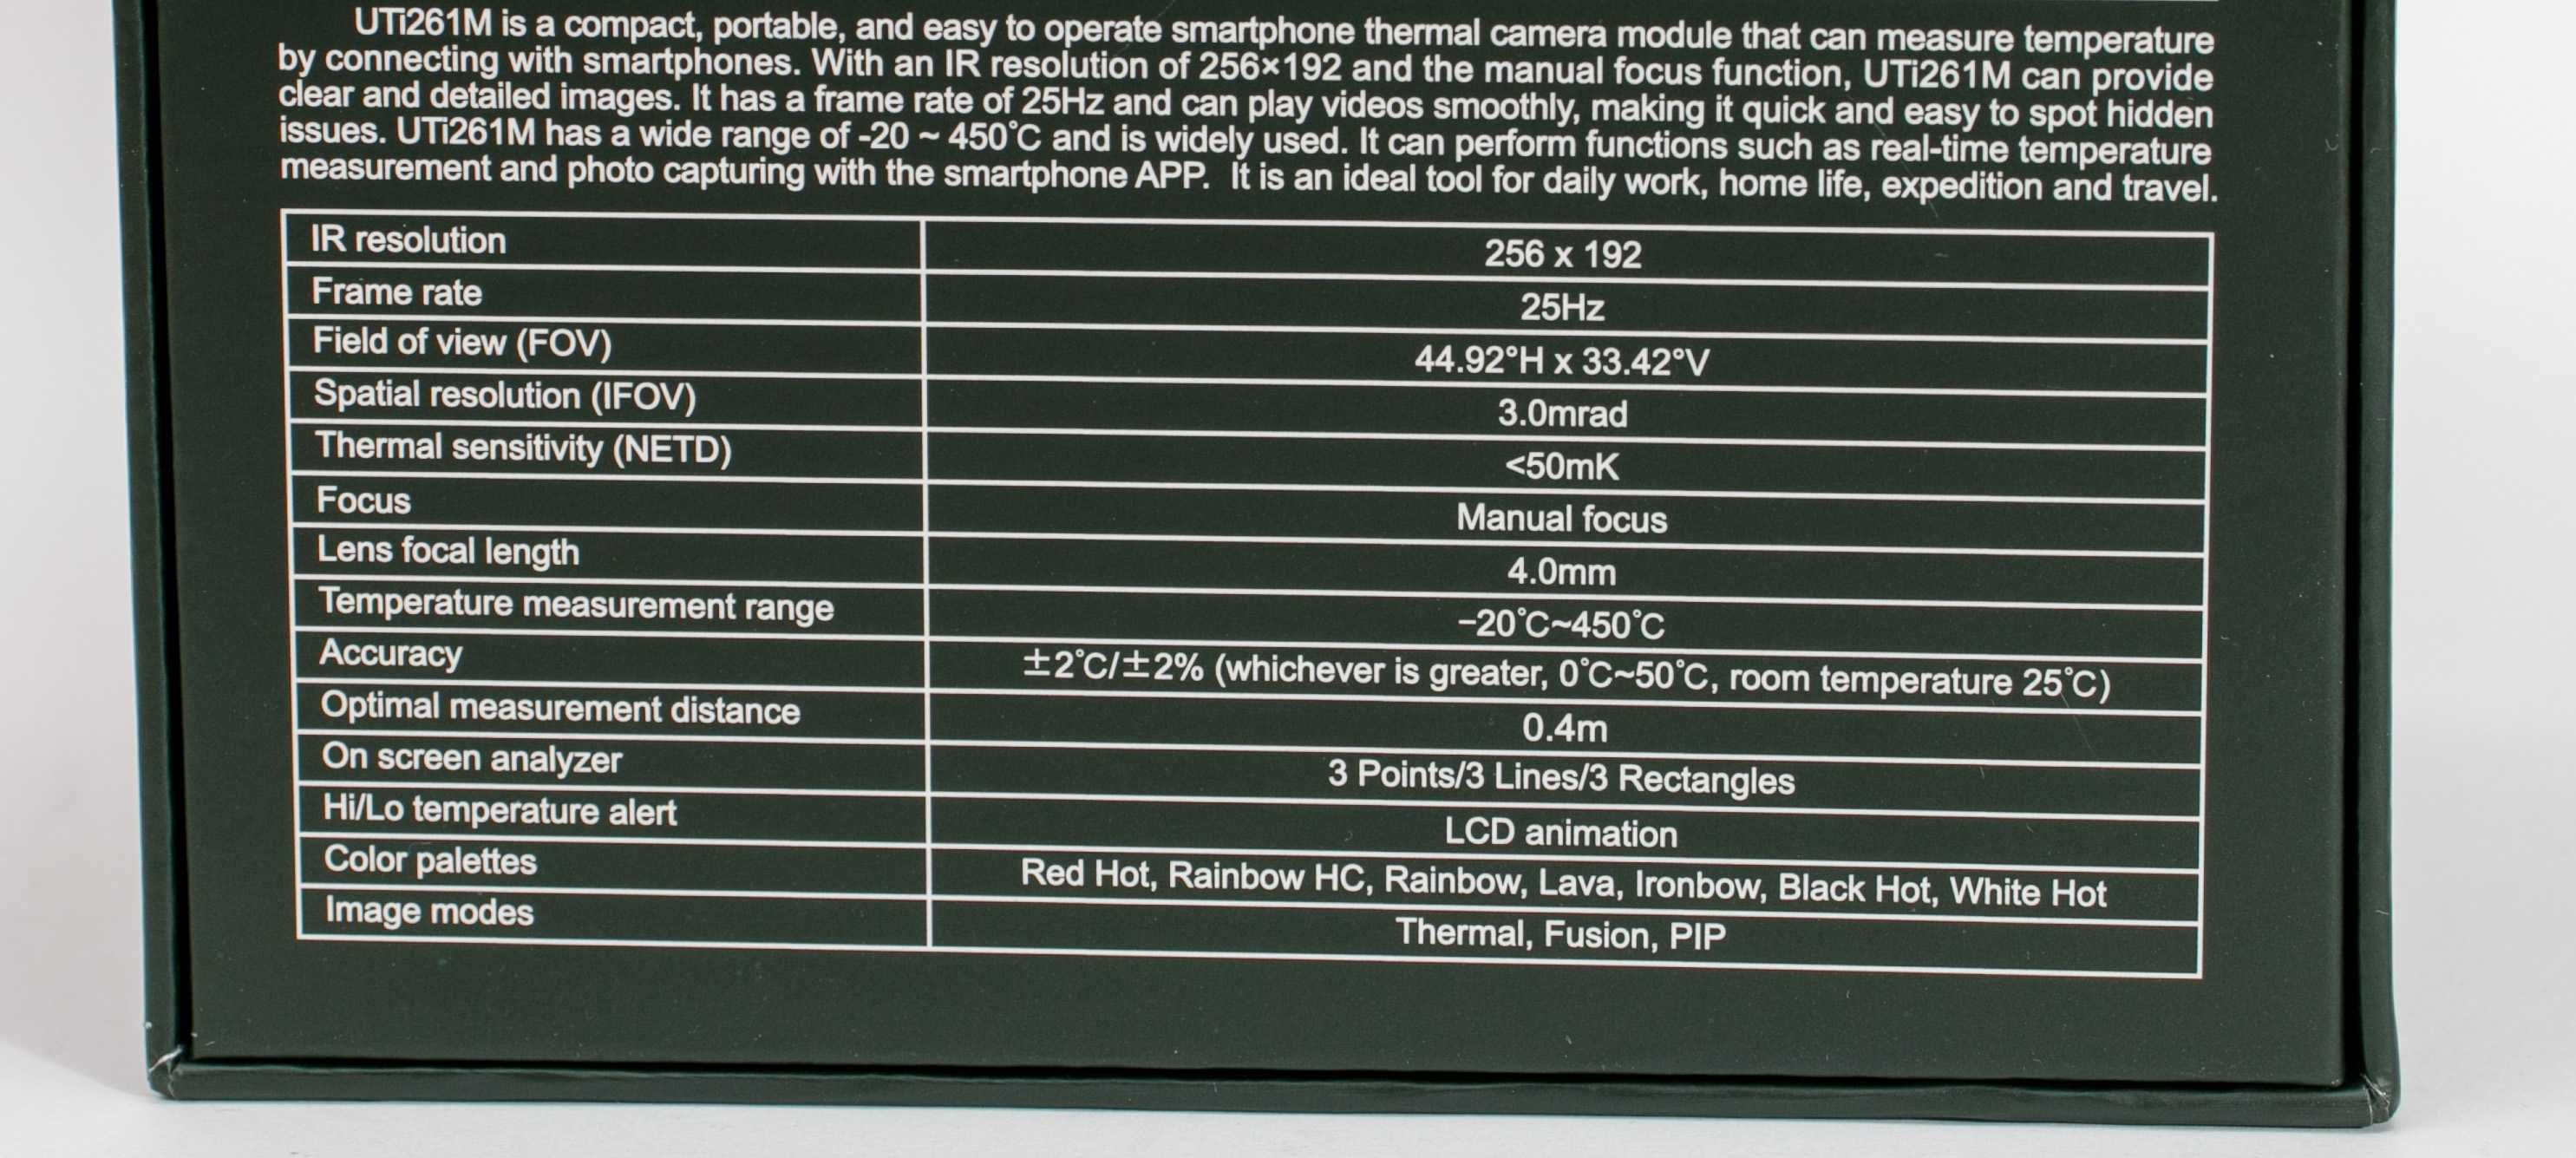 UTi261M is a compact, portable, and easy to operate smartphone thermal camera module that can measure temperature
by connecting with smartphones. With an IR resolution of 256×192 and the manual focus function, UTi261M can provide
clear and detailed images. It has a frame rate of 25Hz and can play videos smoothly, making it quick and easy to spot hidden
issues. UTi261M has a wide range of -20 ~ 450℃ and is widely used. It can perform functions such as real-time temperature
measurement and photo capturing with the smartphone APP.  It is an ideal tool for daily work, home life, expedition and travel.
IR resolution 256 x 192
Frame rate 25Hz
Field of view (FOV) 44.92°H x 33.42°V
Spatial resolution (IFOV) 3.0mrad
Thermal sensitivity (NETD) <50mK
Focus Manual focus
Lens focal length 4.0mm
Temperature measurement range −20℃~450℃
Accuracy ±2℃/±2% (whichever is greater, 0℃~50℃, room temperature 25℃)
Optimal measurement distance 0.4m
On screen analyzer 3 Points/3 Lines/3 Rectangles
Hi/Lo temperature alert LCD animation
Color palettes Red Hot, Rainbow HC, Rainbow, Lava, Ironbow, Black Hot, White Hot
Image modes Thermal, Fusion, PIP